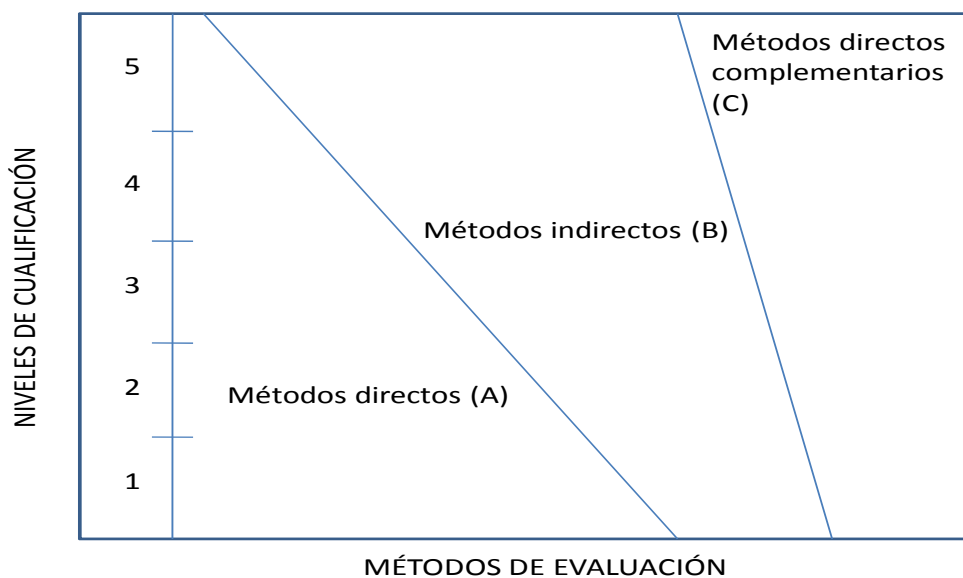 NIVELES DE CUALIFICACIÓN
5
4
3
2
1
Métodos directos
complementarios
(C)
Métodos indirectos (B)
Métodos directos (A)
MÉTODOS DE EVALUACIÓN